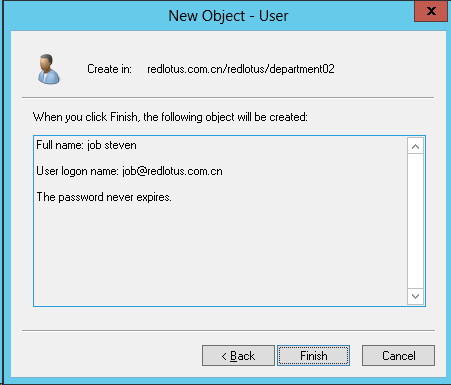 New Object - User
x
Create in: redlotus.com.cn/redlotus/department02
When you click Finish, the following object will be created:
Full name: job steven
User logon name: job@redlotus.com.cn
The password never expires.
< Back
Finish
Cancel